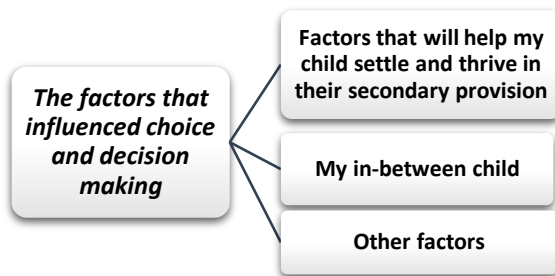 The factors that
influenced choice
and decision
making
Factors that will help my
child settle and thrive in
their secondary provision
My in-between child
Other factors